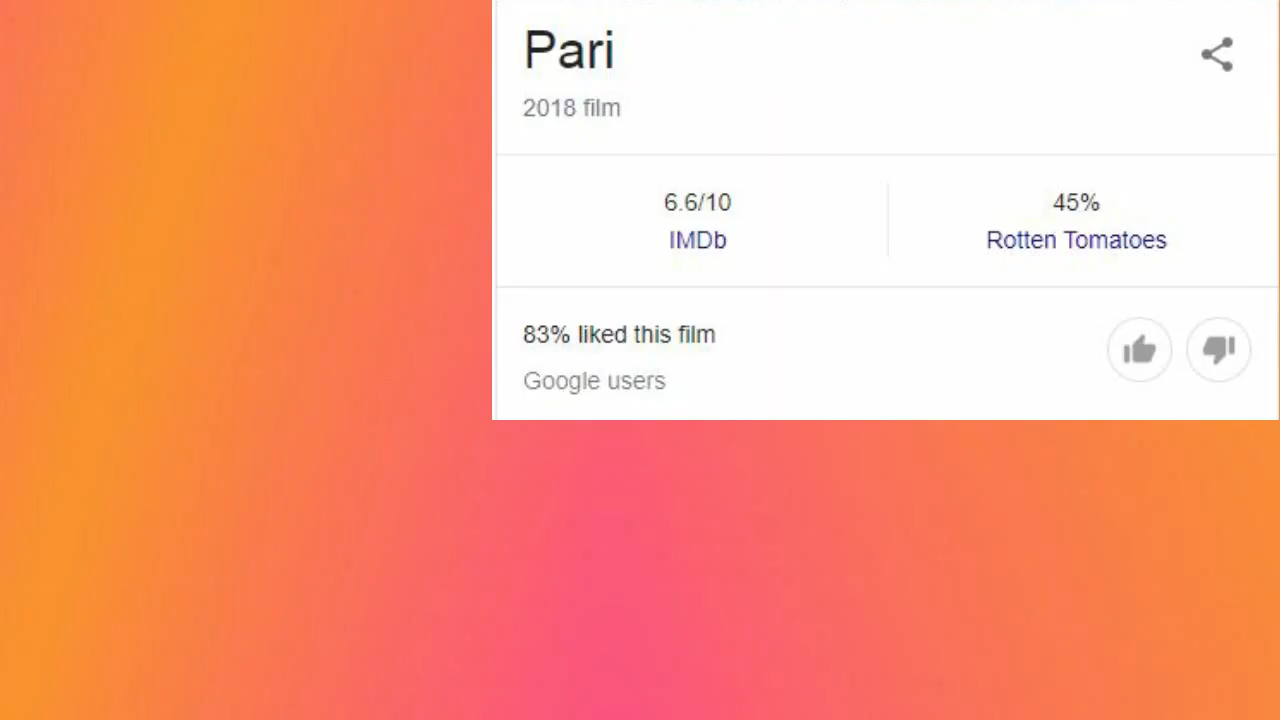 Pari
2018 film
6.6/10
IMDb
45%
Rotten Tomatoes
83% liked this film
Google users